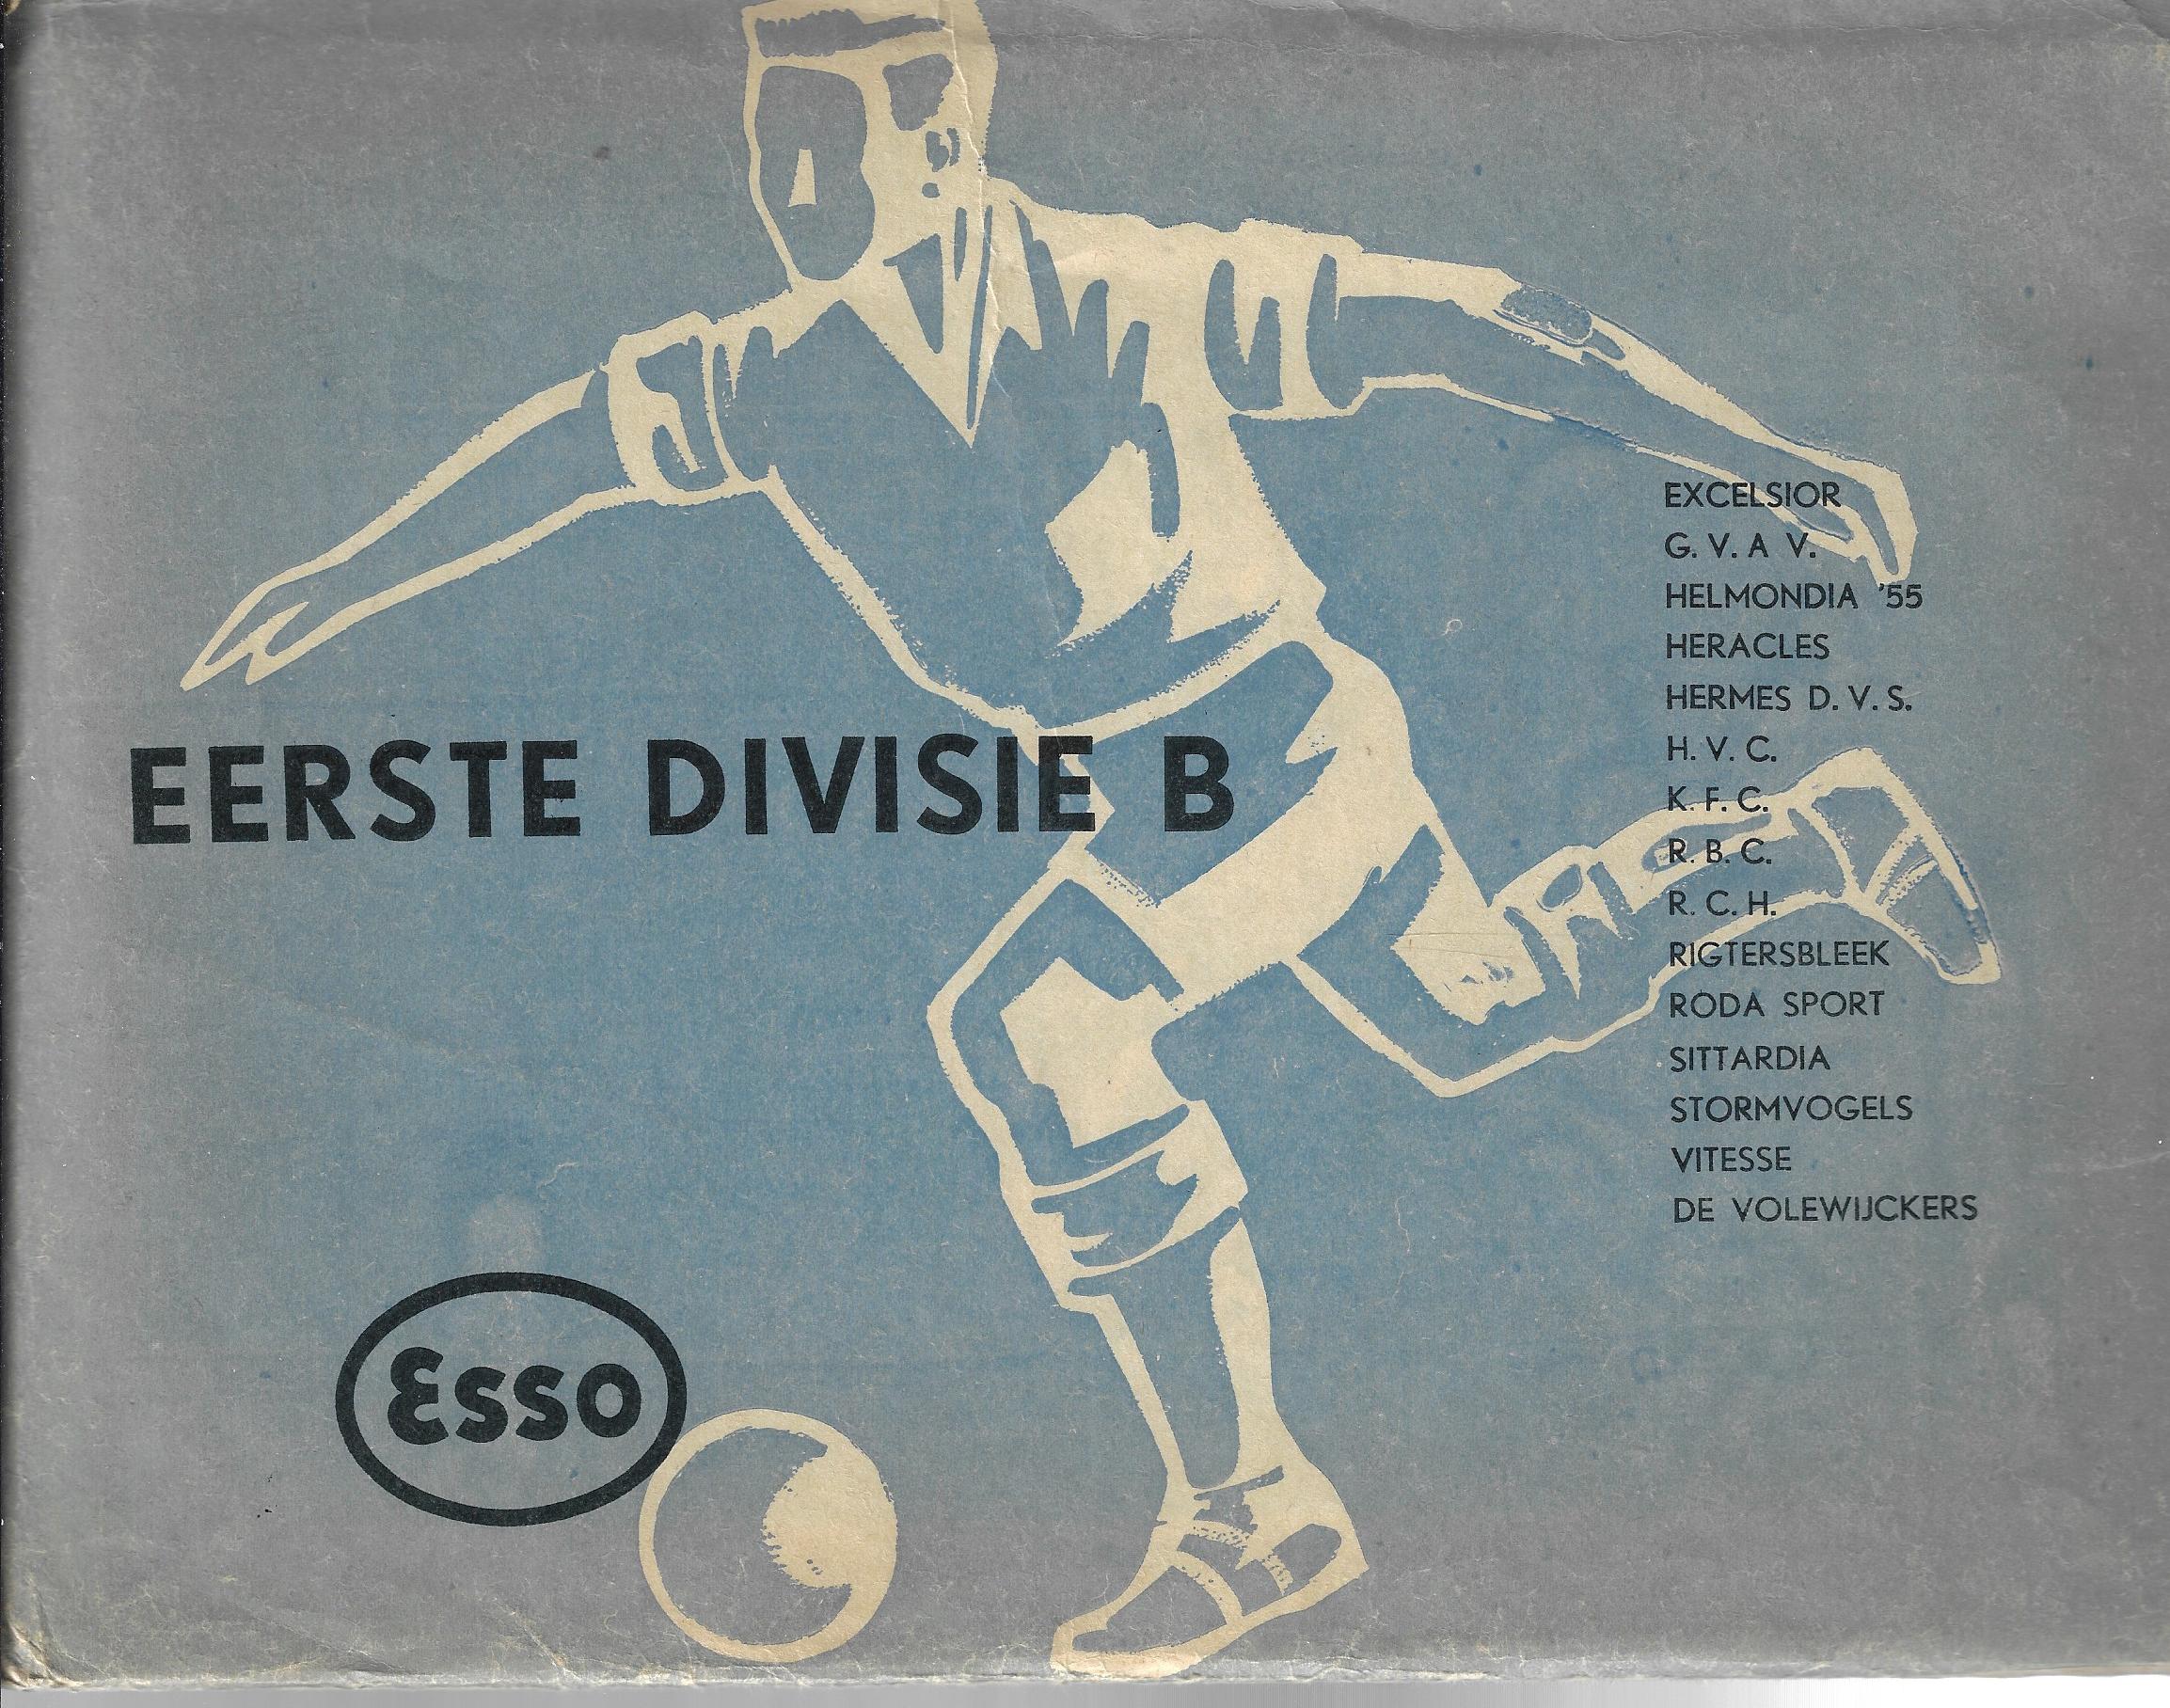 EERSTE DIVISIE B
EXCELSIOR
G. V. A V.
HELMONDIA '55
HERACLES
HERMES D. V. S.
H. V. C.
K. F. C.
R. B. C.
R. C. H.
RIGTERSBLEEK
RODA SPORT
SITTARDIA
STORMVOGELS
VITESSE
DE VOLEWIJCKERS
Esso